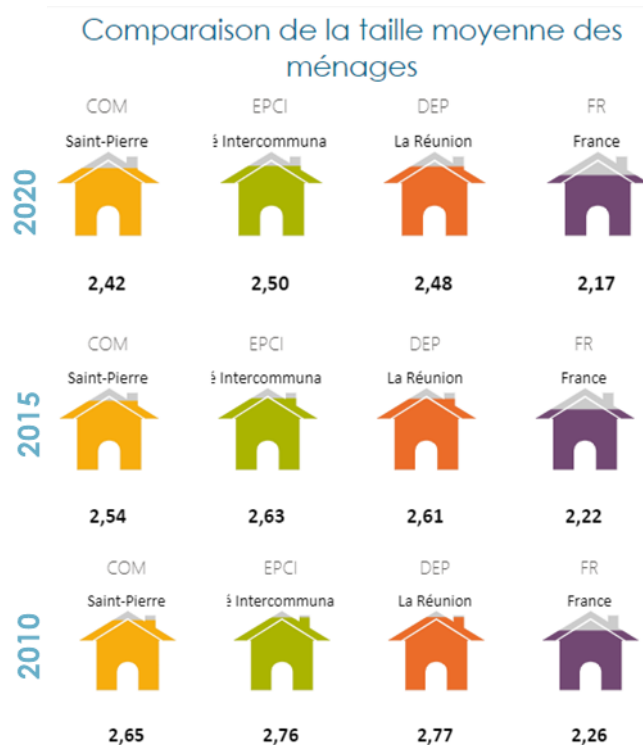 Comparaison de la taille moyenne des
ménages
COM EPCI DEP FR
Saint-Pierre é Intercommuna La Réunion France
2020
2,42 2,50 2,48 2,17
COM EPCI DEP FR
Saint-Pierre é Intercommuna La Réunion France
2015
2,54 2,63 2,61 2,22
COM EPCI DEP FR
Saint-Pierre é Intercommuna La Réunion France
2010
2,65 2,76 2,77 2,26